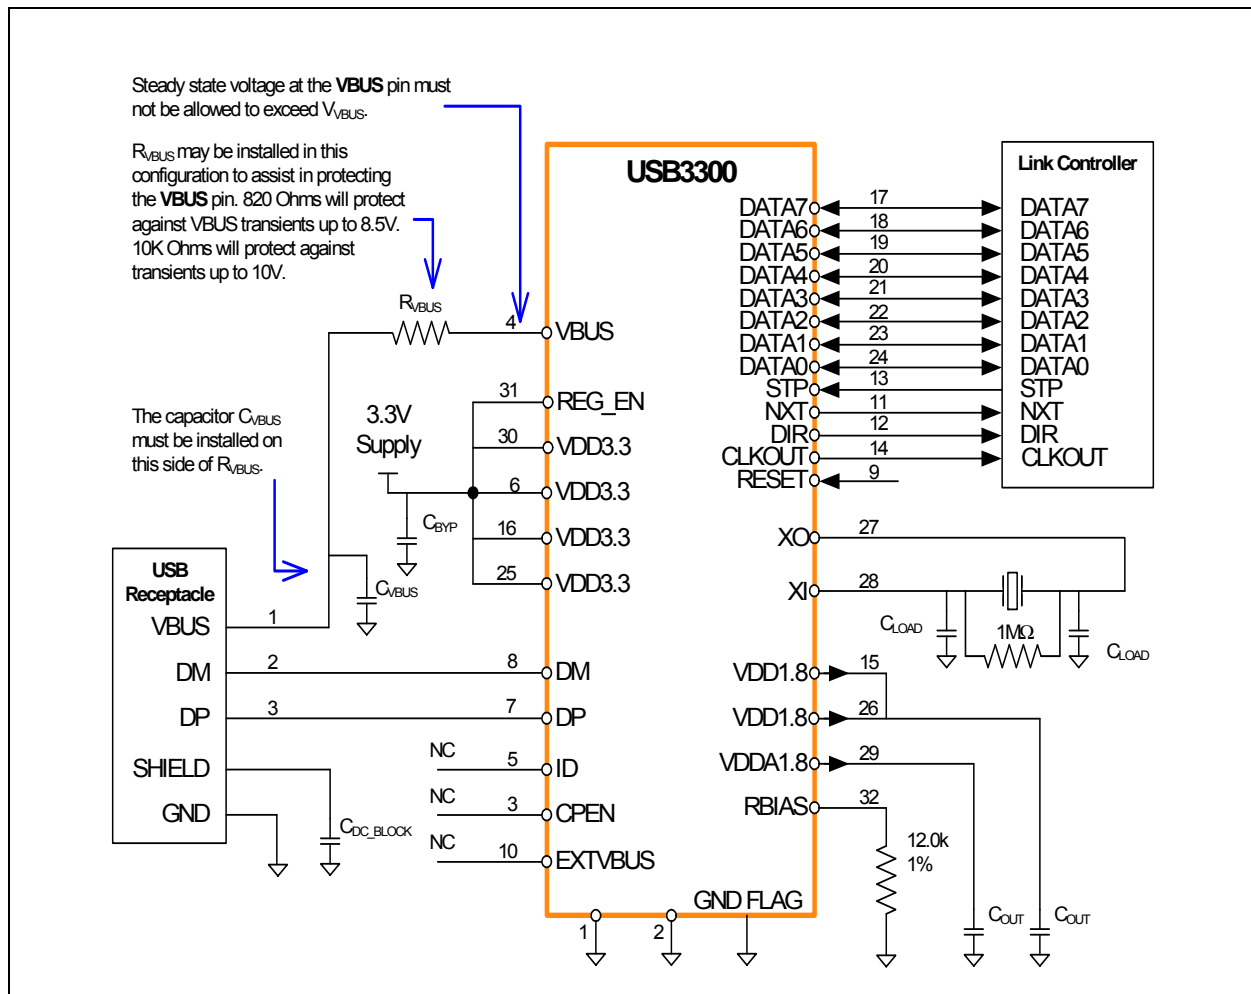 Steady state voltage at the VBUS pin must
not be allowed to exceed VVBUS.
RVBUS may be installed in this
configuration to assist in protecting
the VBUS pin. 820 Ohms will protect
against VBUS transients up to 8.5V.
10K Ohms will protect against
transients up to 10V.
RVBUS
The capacitor CVBUS
must be installed on
this side of RVBUS.
3.3V
Supply
CBYP
CVBUS
USB
Receptacle
VBUS 1
DM 2
DP 3
SHIELD
GND
CDC_BLOCK
USB3300
4 VBUS
31 REG_EN
30 VDD3.3
6 VDD3.3
16 VDD3.3
25 VDD3.3
8 DM
7 DP
NC 5 ID
NC 3 CPEN
NC 10 EXTVBUS
1
2
GND FLAG
Link Controller
DATA7 17 DATA7
DATA6 18 DATA6
DATA5 19 DATA5
DATA4 20 DATA4
DATA3 21 DATA3
DATA2 22 DATA2
DATA1 23 DATA1
DATA0 24 DATA0
STP 13 STP
NXT 11 NXT
DIR 12 DIR
CLKOUT 14 CLKOUT
RESET 9
XO 27
XI 28
CLOAD
1MΩ
CLOAD
VDD1.8 15
VDD1.8 26
VDDA1.8 29
RBIAS 32
12.0k
1%
COUT
COUT